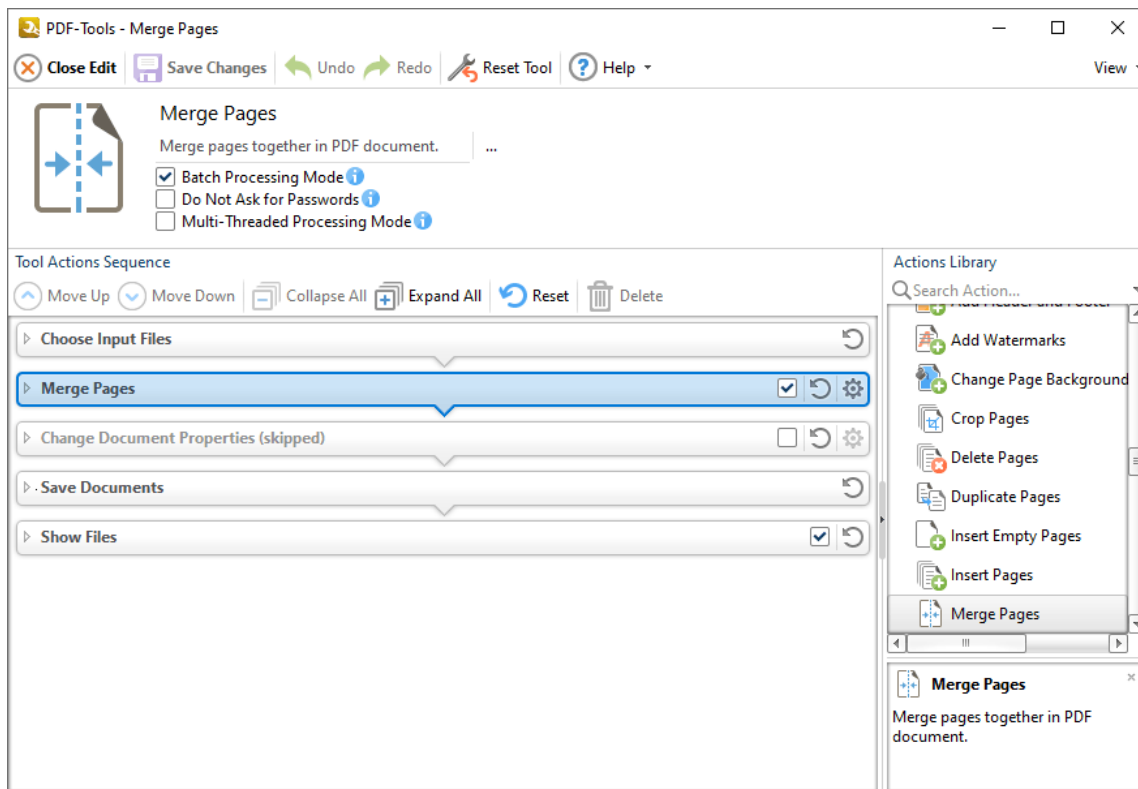 PDF-Tools - Merge Pages
Close Edit Save Changes Undo Redo Reset Tool Help View
Merge Pages
Merge pages together in PDF document. ...
Batch Processing Mode
Do Not Ask for Passwords
Multi-Threaded Processing Mode
Tool Actions Sequence
Move Up Move Down Collapse All Expand All Reset Delete
Choose Input Files
Merge Pages
Change Document Properties (skipped)
Save Documents
Show Files
Actions Library
Search Action...
Add Header and Footer
Add Watermarks
Change Page Background
Crop Pages
Delete Pages
Duplicate Pages
Insert Empty Pages
Insert Pages
Merge Pages
Merge Pages
Merge pages together in PDF
document.